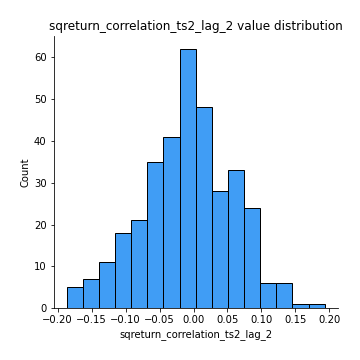 sqreturn_correlation_ts2_lag_2 value distribution
60
50
40
30
20
10
0
Count
−0.20 −0.15 −0.10 −0.05 0.00 0.05 0.10 0.15 0.20
sqreturn_correlation_ts2_lag_2